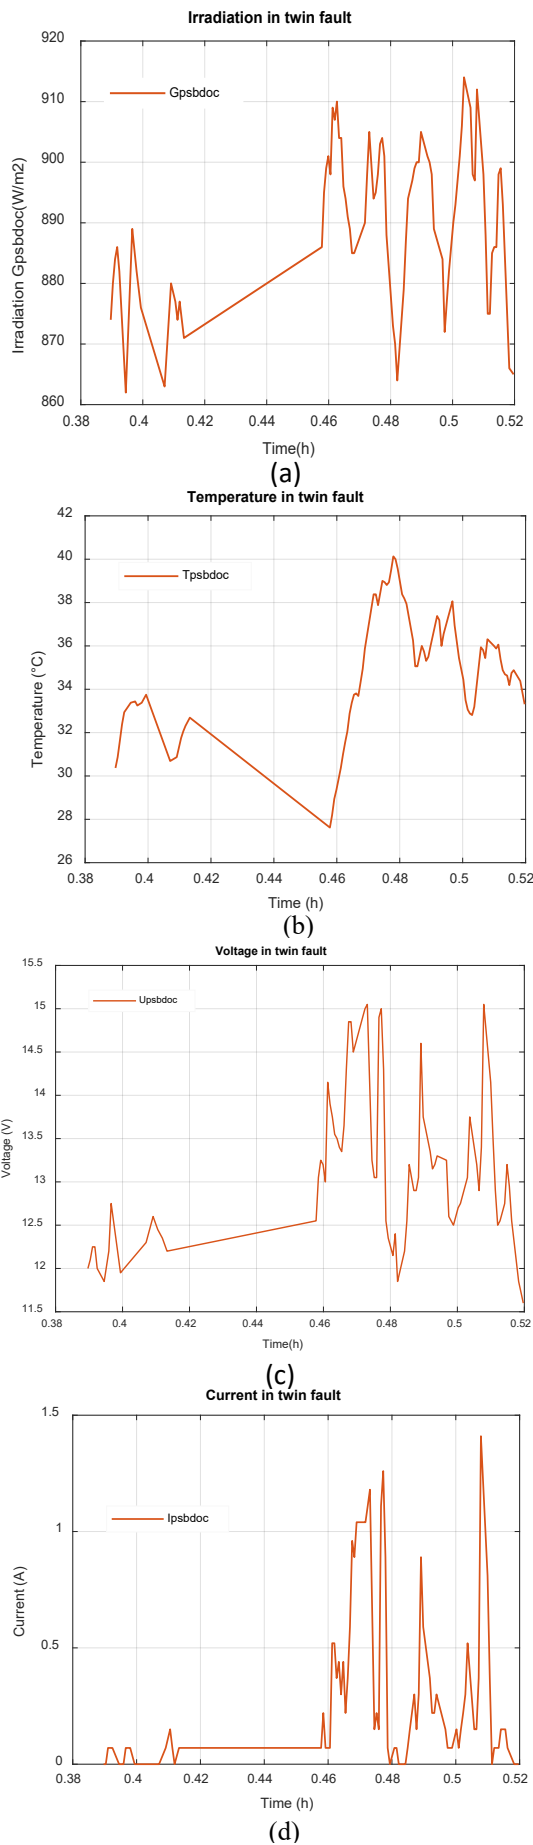 Irradiation in twin fault
920
910
900
890
880
870
860
Irradiation Gpsbdoc(W/m2)
Gpsbdoc
0.38 0.4 0.42 0.44 0.46 0.48 0.5 0.52
Time(h)
(a)
Temperature in twin fault
42
40
38
36
34
32
30
28
26
Temperature (°C)
Tpsbdoc
0.38 0.4 0.42 0.44 0.46 0.48 0.5 0.52
Time (h)
(b)
Voltage in twin fault
15.5
15
14.5
14
13.5
13
12.5
12
11.5
Voltage (V)
Upsbdoc
0.38 0.4 0.42 0.44 0.46 0.48 0.5 0.52
Time(h)
(c)
Current in twin fault
1.5
1
0.5
0
Current (A)
Ipsbdoc
0.38 0.4 0.42 0.44 0.46 0.48 0.5 0.52
Time (h)
(d)